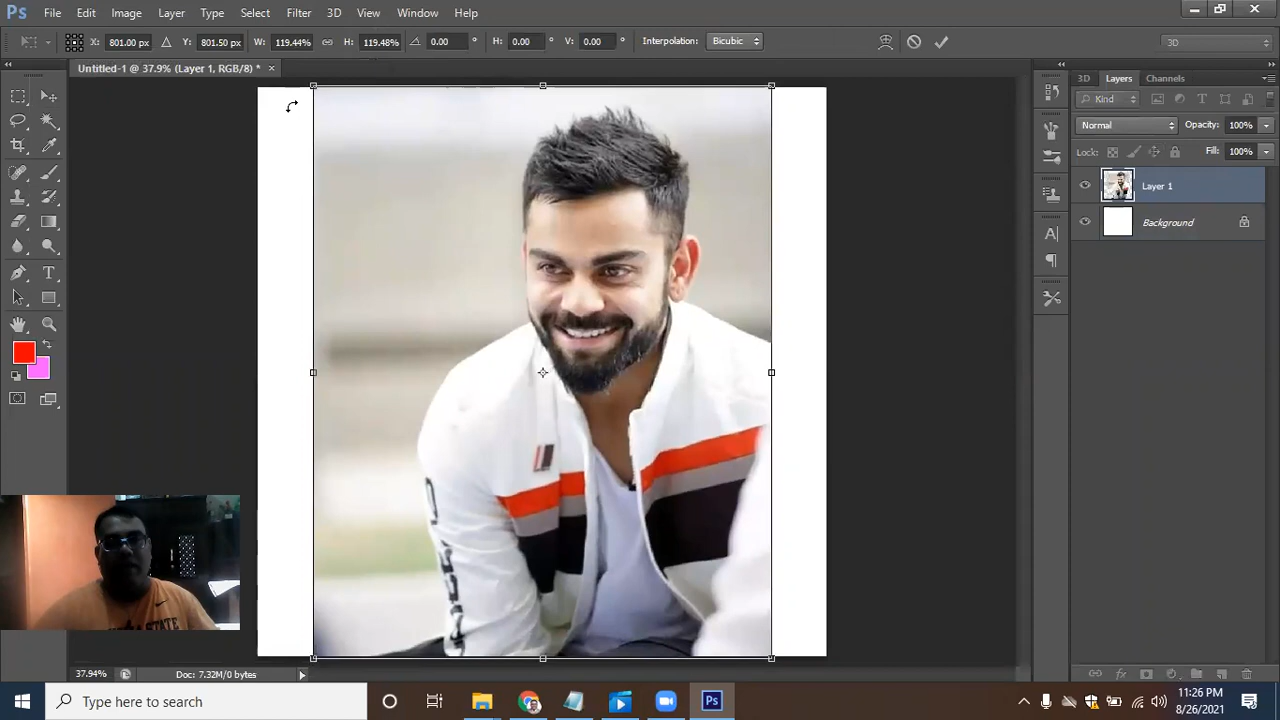 Ps File Edit Image Layer Type Select Filter 3D View Window Help
X: 801.00 px Y: 801.50 px W: 119.44% H: 119.48% 0.00 ° H: 0.00 ° V: 0.00 ° Interpolation: Bicubic 3D
Untitled-1 @ 37.9% (Layer 1, RGB/8) * ×
3D Layers Channels
Kind
Normal Opacity: 100%
Lock: Fill: 100%
Layer 1
Background
STATE
37.94% Doc: 7.32M/0 bytes
Type here to search
Ps
11:26 PM
8/26/2021